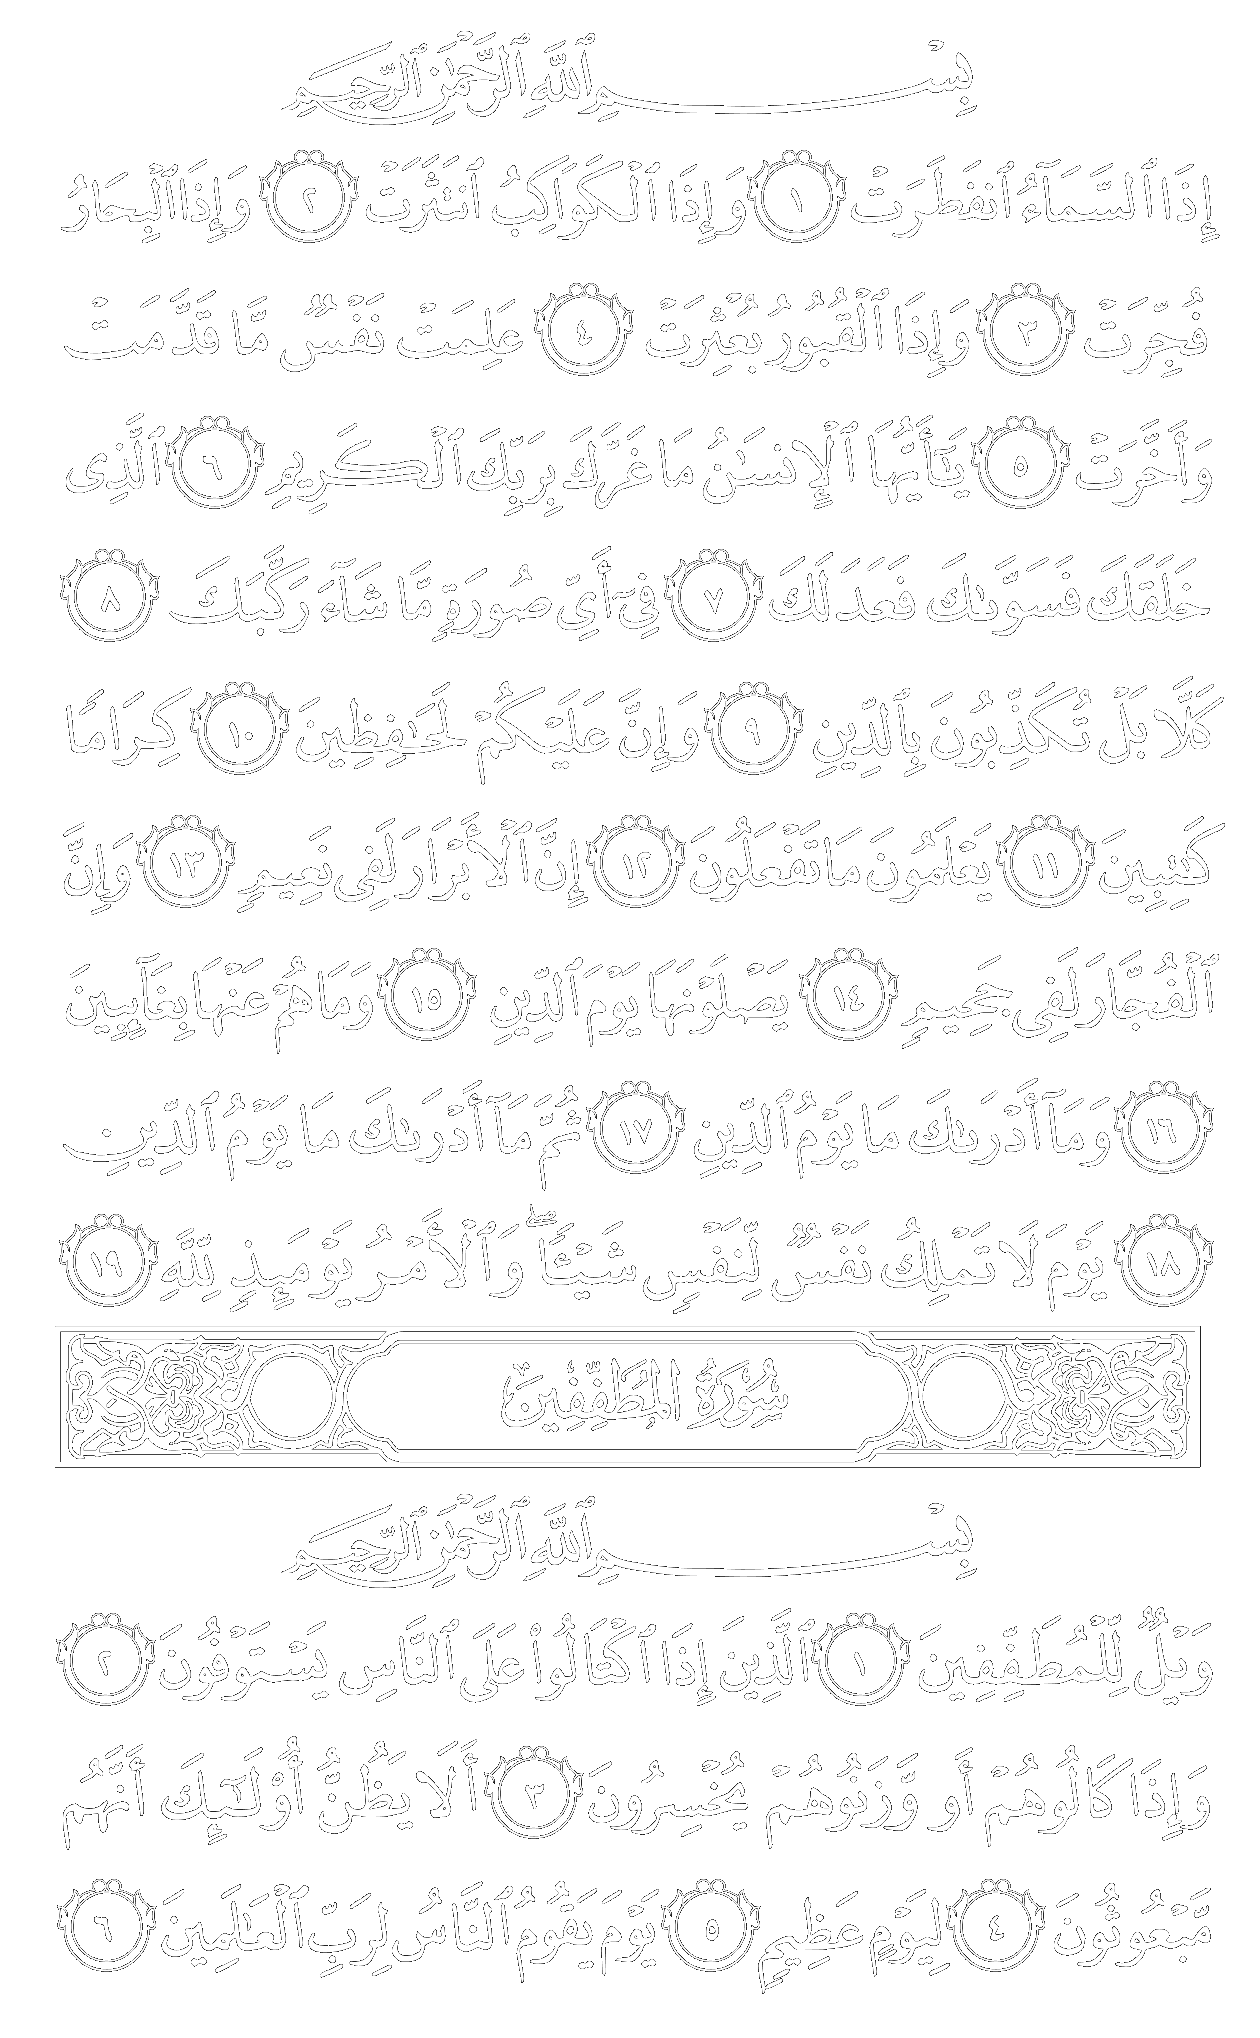 بِسْمِ ٱللَّهِ ٱلرَّحْمَٰنِ ٱلرَّحِيمِ
إِذَا ٱلسَّمَآءُ ٱنفَطَرَتْ ١ وَإِذَا ٱلْكَوَاكِبُ ٱنتَثَرَتْ ٢ وَإِذَا ٱلْبِحَارُ
فُجِّرَتْ ٣ وَإِذَا ٱلْقُبُورُ بُعْثِرَتْ ٤ عَلِمَتْ نَفْسٌ مَّا قَدَّمَتْ
وَأَخَّرَتْ ٥ يَٰٓأَيُّهَا ٱلْإِنسَٰنُ مَا غَرَّكَ بِرَبِّكَ ٱلْكَرِيمِ ٦ ٱلَّذِى
خَلَقَكَ فَسَوَّىٰكَ فَعَدَلَكَ ٧ فِىٓ أَىِّ صُورَةٍ مَّا شَآءَ رَكَّبَكَ ٨
كَلَّا بَلْ تُكَذِّبُونَ بِٱلدِّينِ ٩ وَإِنَّ عَلَيْكُمْ لَحَٰفِظِينَ ١٠ كِرَامًا
كَٰتِبِينَ ١١ يَعْلَمُونَ مَا تَفْعَلُونَ ١٢ إِنَّ ٱلْأَبْرَارَ لَفِى نَعِيمٍ ١٣ وَإِنَّ
ٱلْفُجَّارَ لَفِى جَحِيمٍ ١٤ يَصْلَوْنَهَا يَوْمَ ٱلدِّينِ ١٥ وَمَا هُمْ عَنْهَا بِغَآئِبِينَ
١٦ وَمَآ أَدْرَىٰكَ مَا يَوْمُ ٱلدِّينِ ١٧ ثُمَّ مَآ أَدْرَىٰكَ مَا يَوْمُ ٱلدِّينِ
١٨ يَوْمَ لَا تَمْلِكُ نَفْسٌ لِّنَفْسٍ شَيْـًٔا ۖ وَٱلْأَمْرُ يَوْمَئِذٍ لِّلَّهِ ١٩
سُورَةُ المُطَفِّفِينَ
بِسْمِ ٱللَّهِ ٱلرَّحْمَٰنِ ٱلرَّحِيمِ
وَيْلٌ لِّلْمُطَفِّفِينَ ١ ٱلَّذِينَ إِذَا ٱكْتَالُوا۟ عَلَى ٱلنَّاسِ يَسْتَوْفُونَ ٢
وَإِذَا كَالُوهُمْ أَو وَّزَنُوهُمْ يُخْسِرُونَ ٣ أَلَا يَظُنُّ أُو۟لَٰٓئِكَ أَنَّهُم
مَّبْعُوثُونَ ٤ لِيَوْمٍ عَظِيمٍ ٥ يَوْمَ يَقُومُ ٱلنَّاسُ لِرَبِّ ٱلْعَٰلَمِينَ ٦